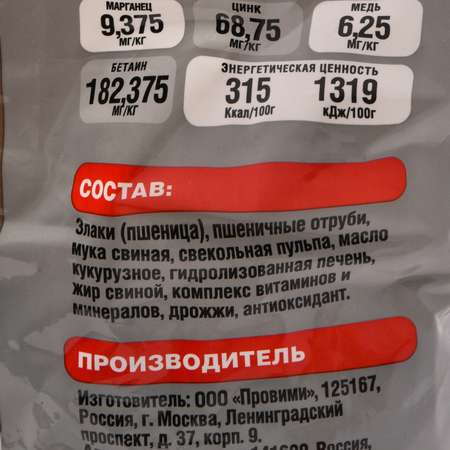 МАРГАНЕЦ ЦИНК МЕДЬ
9,375 68,75 6,25
МГ/КГ МГ/КГ МГ/КГ
БЕТАИН
182,375
МГ/КГ
ЭНЕРГЕТИЧЕСКАЯ ЦЕННОСТЬ
315 1319
Ккал/100г кДж/100г
СОСТАВ:
Злаки (пшеница), пшеничные отруби,
мука свиная, свекольная пульпа, масло
кукурузное, гидролизованная печень,
жир свиной, комплекс витаминов и
минералов, дрожжи, антиоксидант.
ПРОИЗВОДИТЕЛЬ
Изготовитель: ООО «Провими», 125167,
Россия, г. Москва, Ленинградский
проспект, д. 37, корп. 9.
Россия,